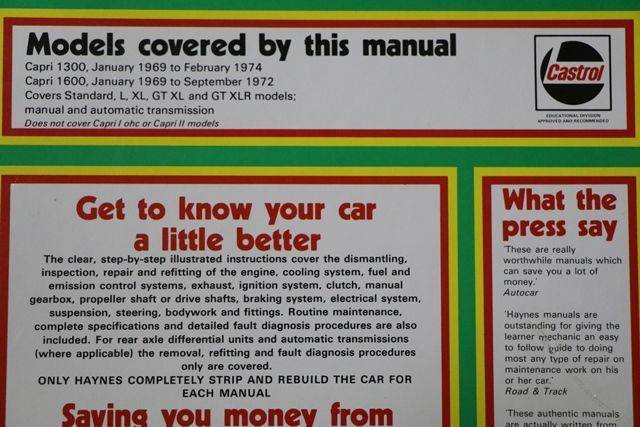 Models covered by this manual
Capri 1300, January 1969 to February 1974
Capri 1600, January 1969 to September 1972
Covers Standard, L, XL, GT XL and GT XLR models;
manual and automatic transmission
Does not cover Capri I ohc or Capri II models
Castrol
EDUCATIONAL DIVISION
APPROVED AND RECOMMENDED
Get to know your car
a little better
The clear, step-by-step illustrated instructions cover the dismantling,
inspection, repair and refitting of the engine, cooling system, fuel and
emission control systems, exhaust, ignition system, clutch, manual
gearbox, propeller shaft or drive shafts, braking system, electrical system,
suspension, steering, bodywork and fittings. Routine maintenance,
complete specifications and detailed fault diagnosis procedures are also
included. For rear axle differential units and automatic transmissions
(where applicable) the removal, refitting and fault diagnosis procedures
only are covered.
ONLY HAYNES COMPLETELY STRIP AND REBUILD THE CAR FOR
EACH MANUAL
Saving you money from
What the
press say
'These are really
worthwhile manuals which
can save you a lot of
money.'
Autocar
'Haynes manuals are
outstanding for giving the
learner mechanic an easy
to follow guide to doing
most any type of repair or
maintenance work on his
or her car.'
Road & Track
'These authentic manuals
are actually written from